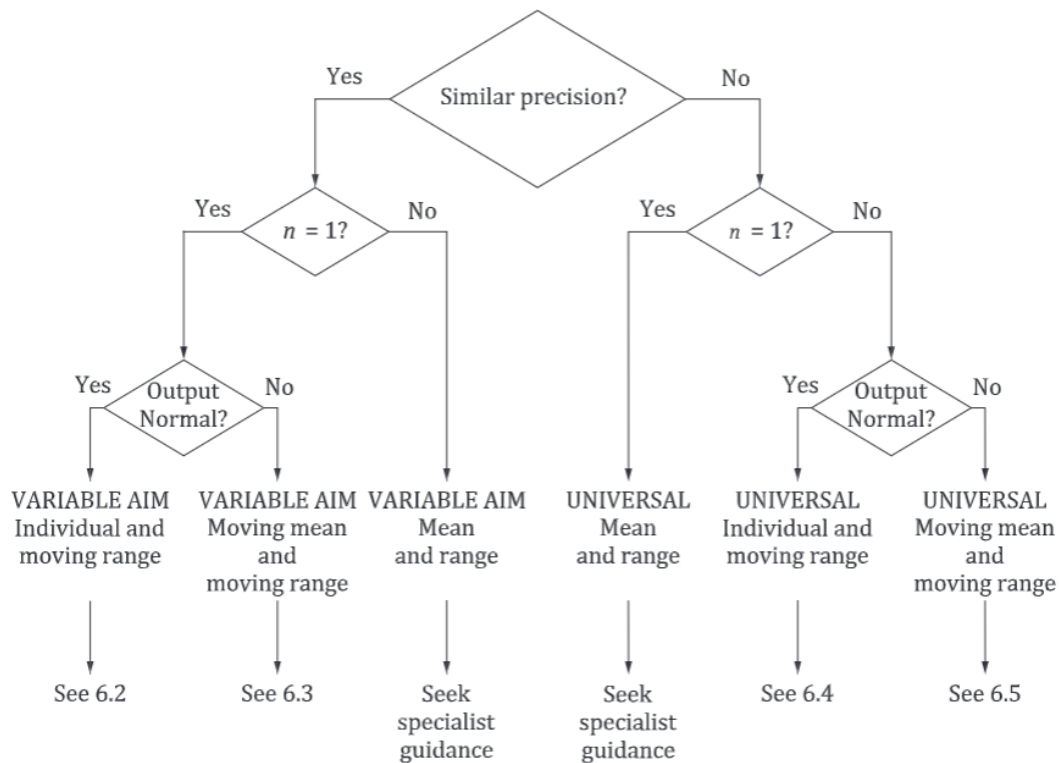 Similar precision?
Yes
No
n = 1?
Yes
No
n = 1?
Yes
No
Output
Normal?
Yes
No
Output
Normal?
Yes
No
VARIABLE AIM
Individual and
moving range
VARIABLE AIM
Moving mean
and
moving range
VARIABLE AIM
Mean
and range
UNIVERSAL
Mean
and range
UNIVERSAL
Individual and
moving range
UNIVERSAL
Moving mean
and
moving range
See 6.2
See 6.3
Seek
specialist
guidance
Seek
specialist
guidance
See 6.4
See 6.5